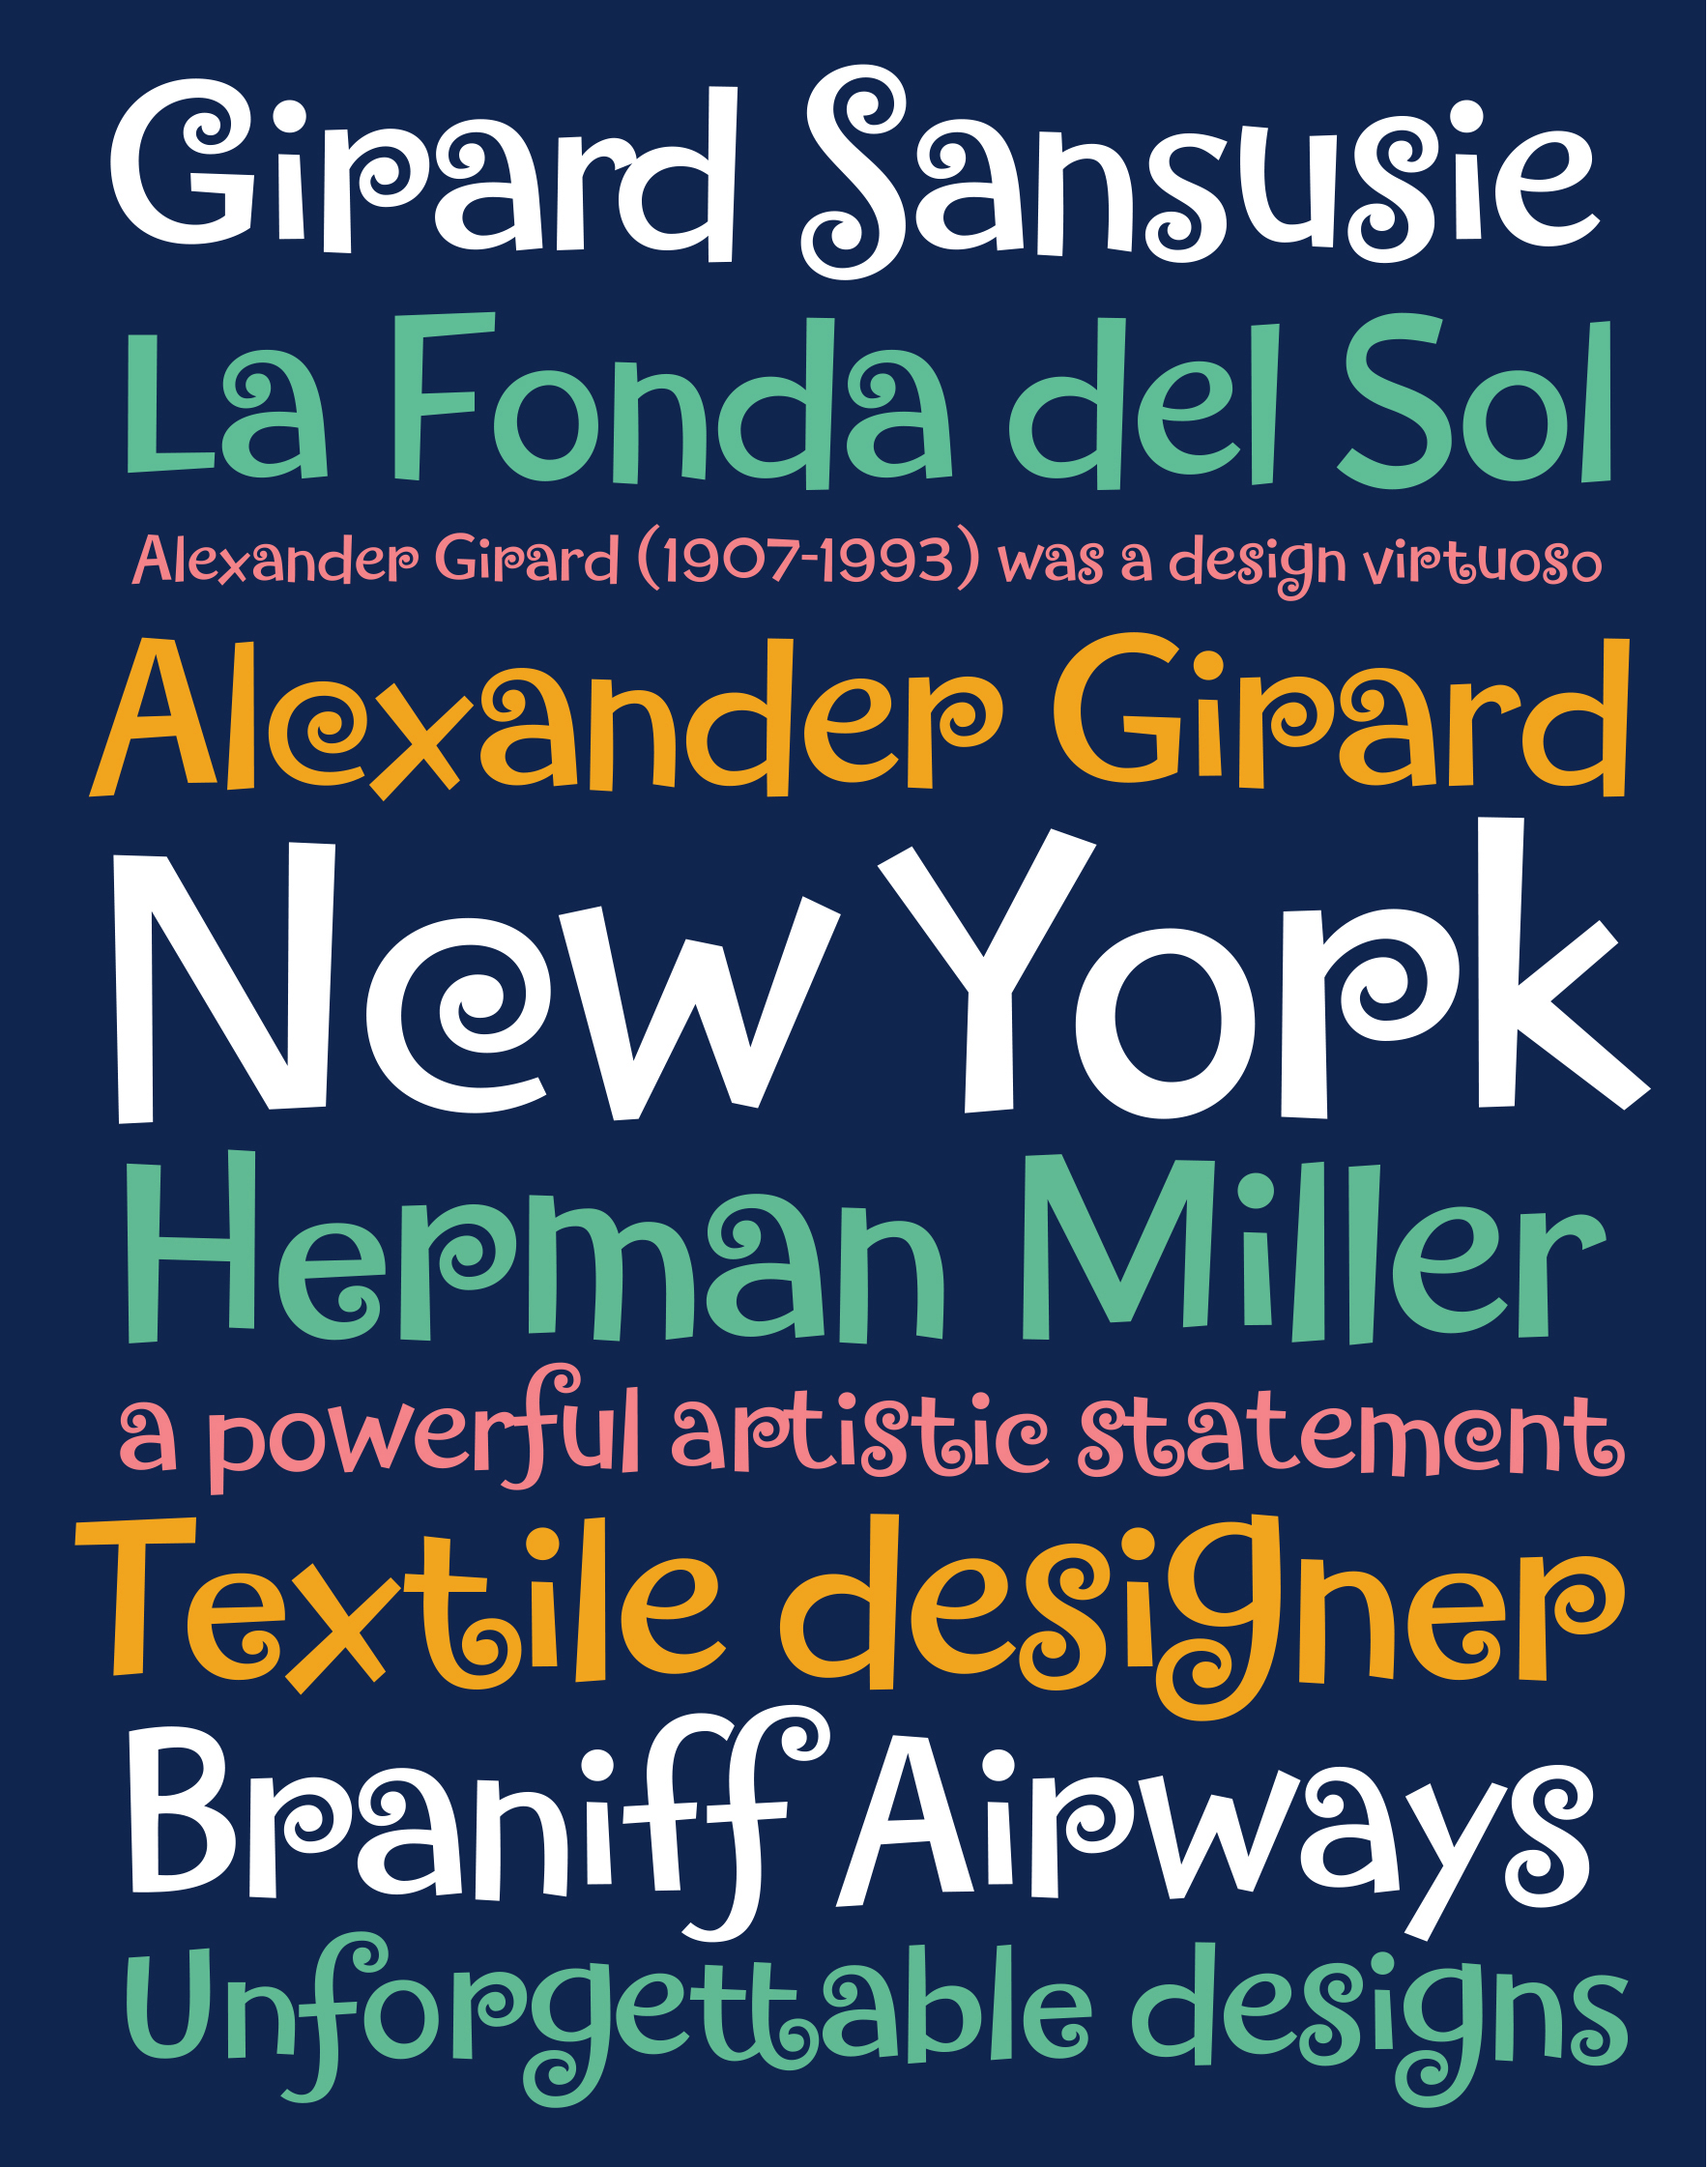 Girard Sansusie
La Fonda del Sol
Alexander Girard (1907-1993) was a design virtuoso
Alexander Girard
New York
Herman Miller
a powerful artistic statement
Textile designer
Braniff Airways
Unforgettable designs